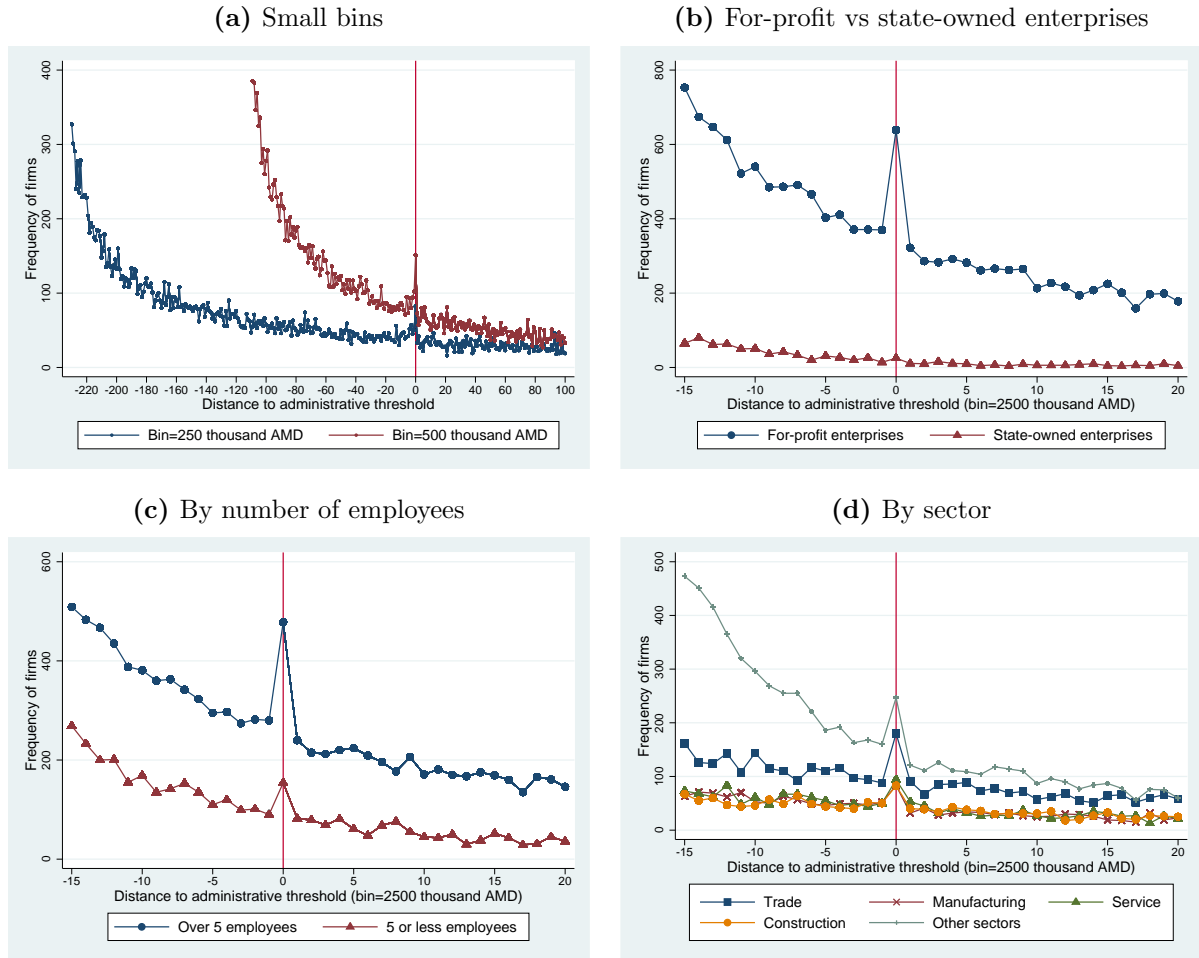 (a) Small bins
Frequency of firms
400
300
200
100
0
-220 -200 -180 -160 -140 -120 -100 -80 -60 -40 -20 0 20 40 60 80 100
Distance to administrative threshold
Bin=250 thousand AMD Bin=500 thousand AMD
(b) For-profit vs state-owned enterprises
Frequency of firms
800
600
400
200
0
-15 -10 -5 0 5 10 15 20
Distance to administrative threshold (bin=2500 thousand AMD)
For-profit enterprises State-owned enterprises
(c) By number of employees
Frequency of firms
600
400
200
0
-15 -10 -5 0 5 10 15 20
Distance to administrative threshold (bin=2500 thousand AMD)
Over 5 employees 5 or less employees
(d) By sector
Frequency of firms
500
400
300
200
100
0
-15 -10 -5 0 5 10 15 20
Distance to administrative threshold (bin=2500 thousand AMD)
Trade Manufacturing Service
Construction Other sectors